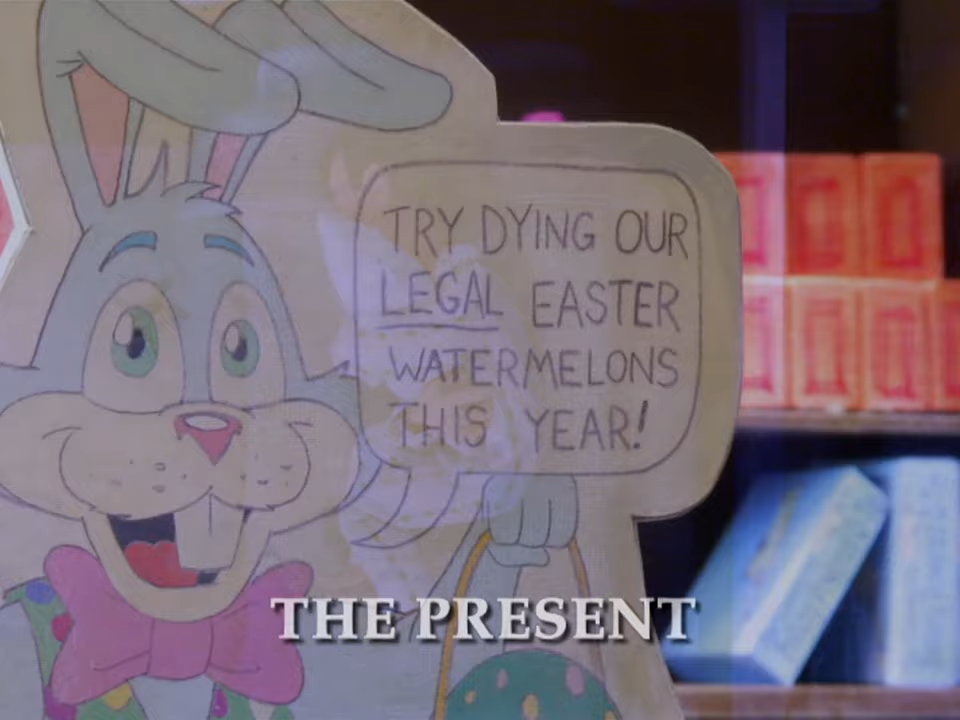 TRY DYING OUR
LEGAL EASTER
WATERMELONS
THIS YEAR!
THE PRESENT